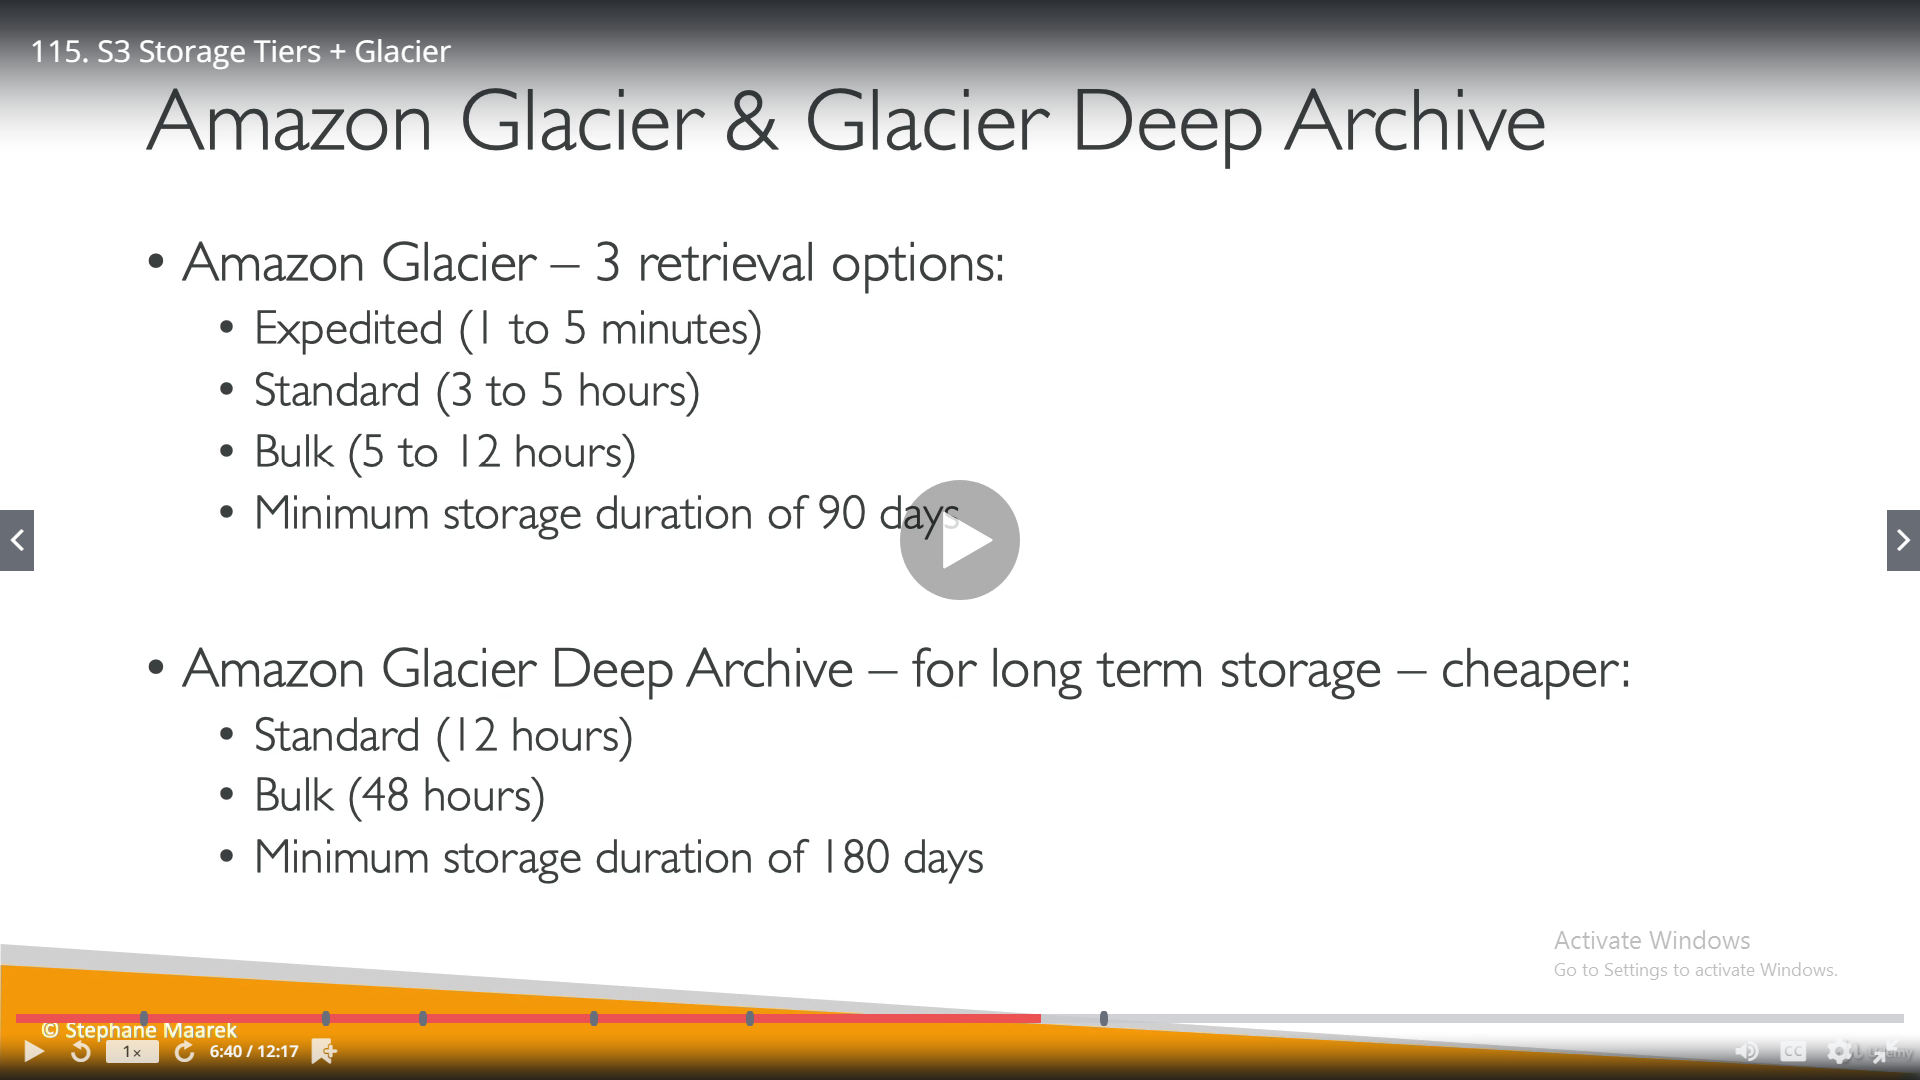 115. S3 Storage Tiers + Glacier
Amazon Glacier & Glacier Deep Archive
• Amazon Glacier – 3 retrieval options:
• Expedited (1 to 5 minutes)
• Standard (3 to 5 hours)
• Bulk (5 to 12 hours)
• Minimum storage duration of 90 days
• Amazon Glacier Deep Archive – for long term storage – cheaper:
• Standard (12 hours)
• Bulk (48 hours)
• Minimum storage duration of 180 days
Activate Windows
Go to Settings to activate Windows.
© Stephane Maarek
1x
6:40 / 12:17
CC